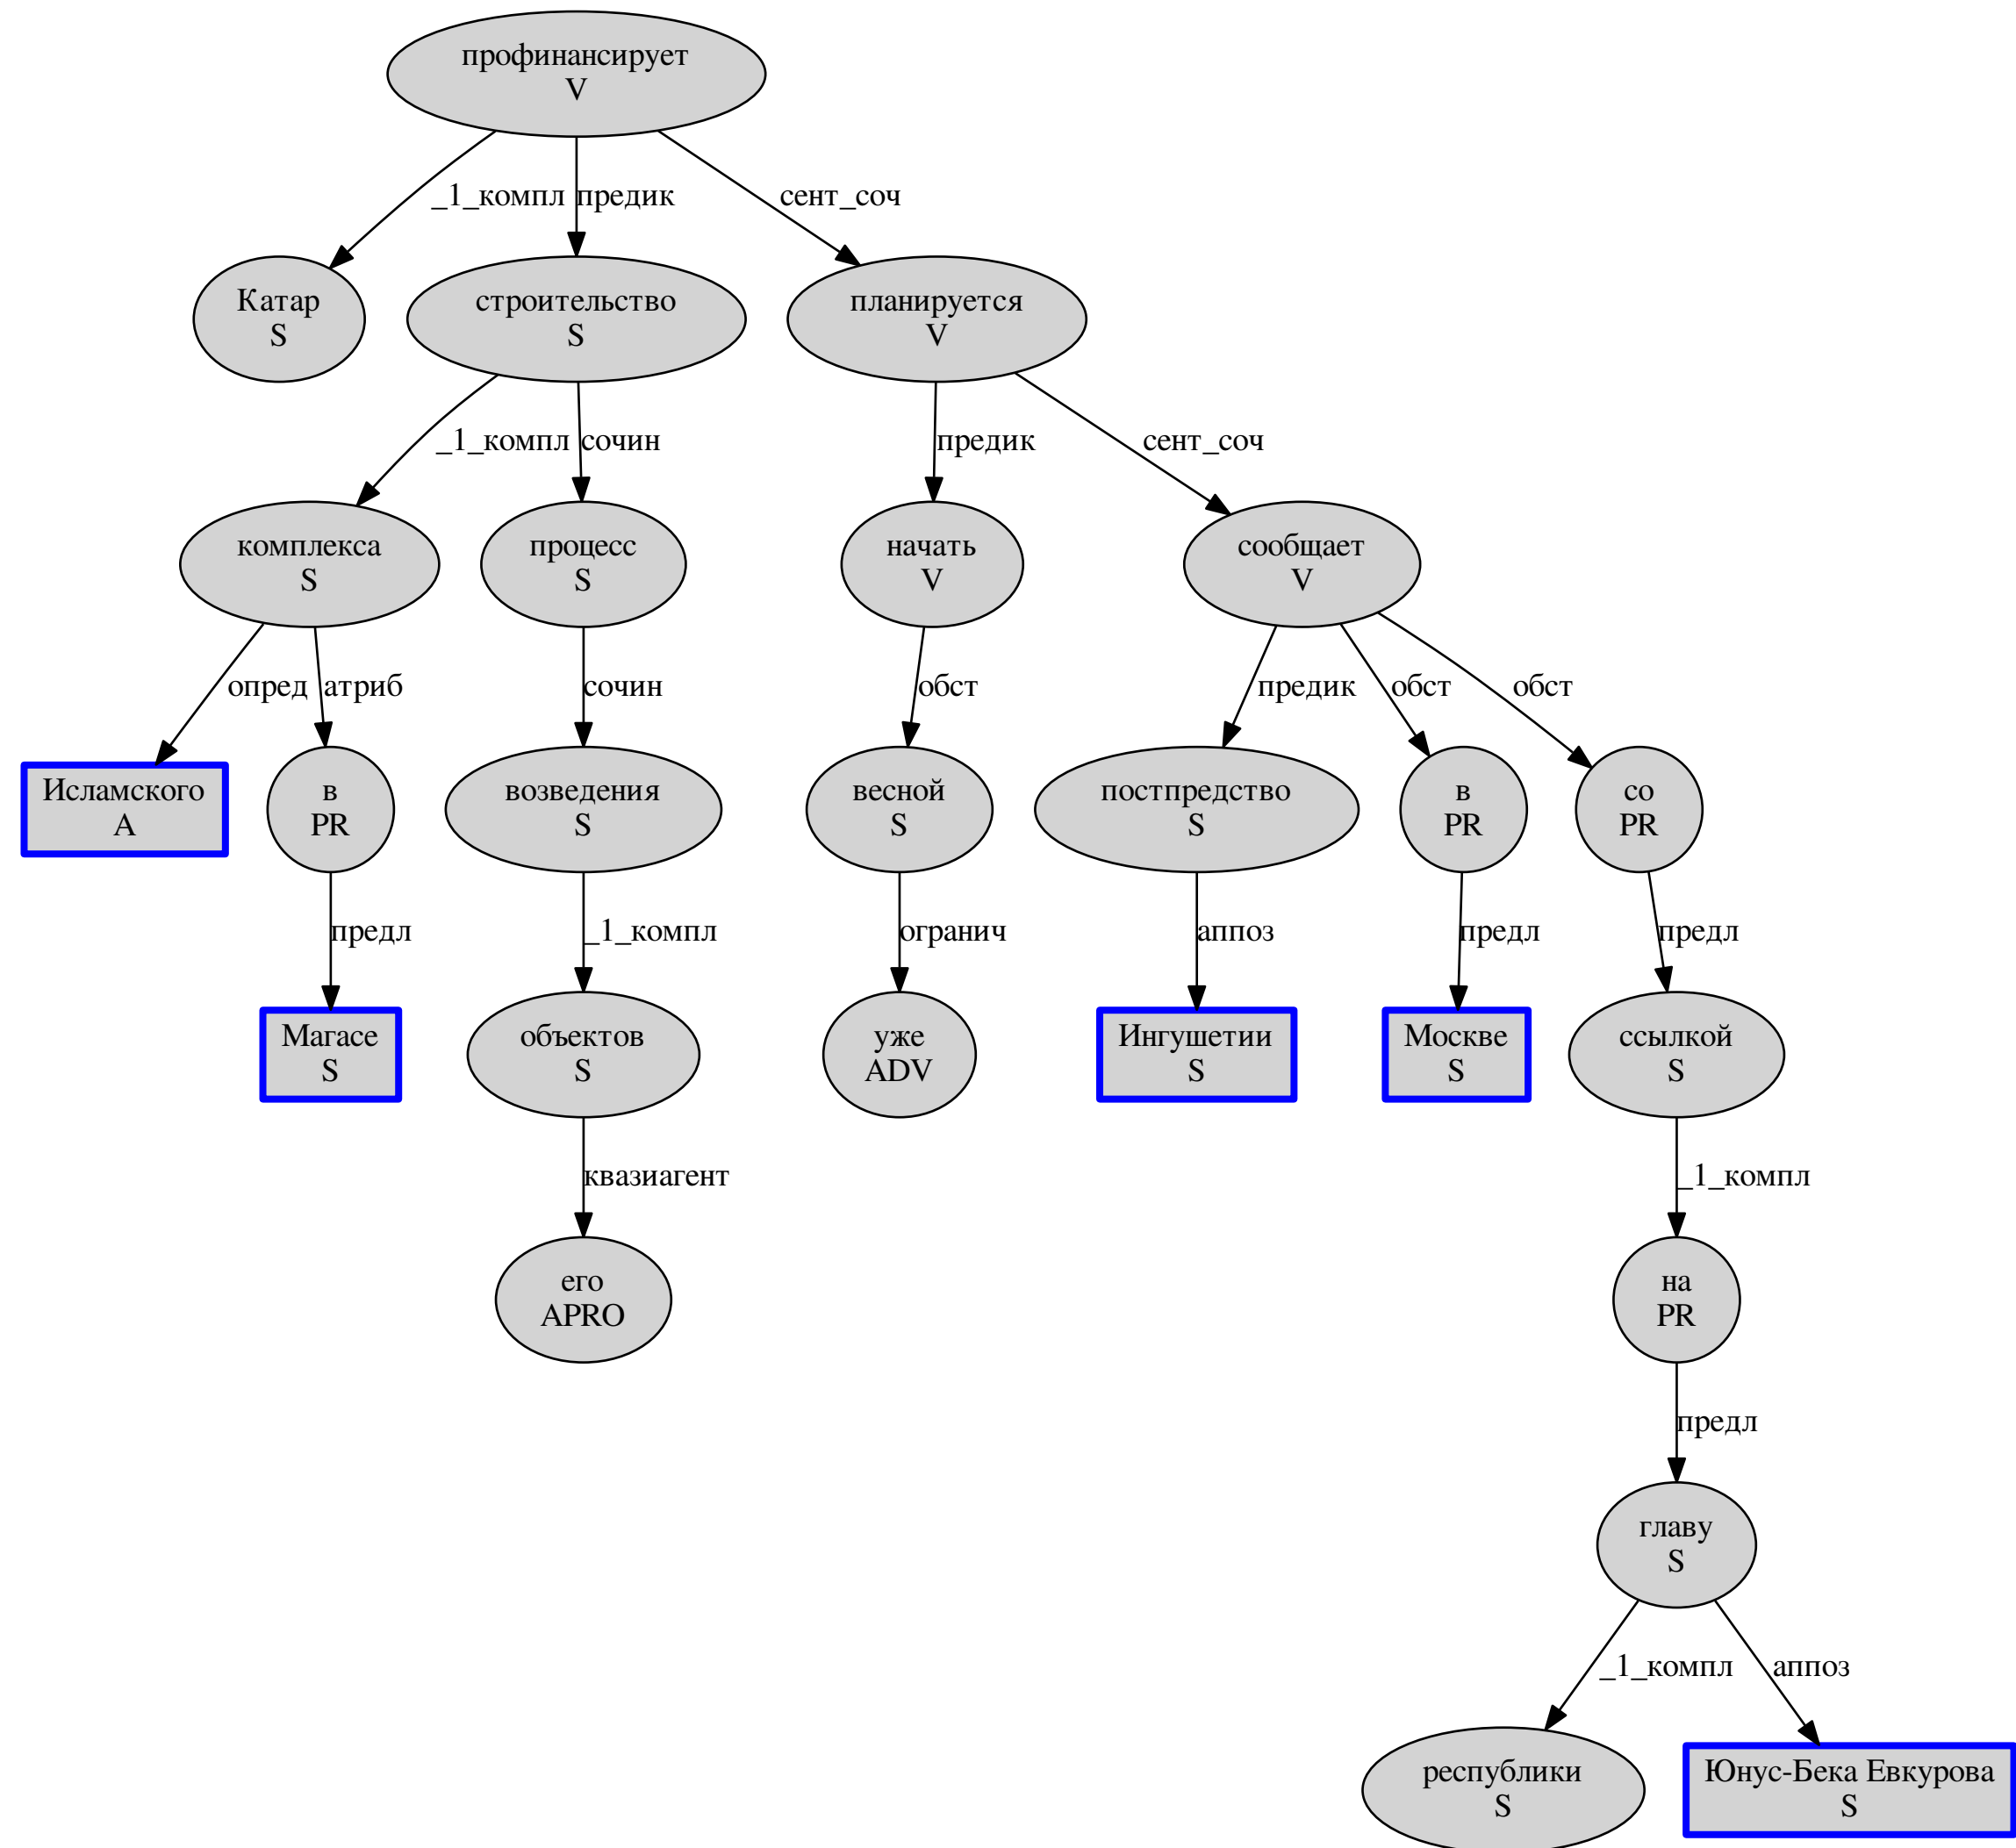 профинансирует
V
_1_компл
предик
сент_соч
Катар
S
строительство
S
планируется
V
_1_компл
сочин
предик
сент_соч
комплекса
S
процесс
S
начать
V
сообщает
V
опред
атриб
сочин
обст
предик
обст
обст
Исламского
A
в
PR
возведения
S
весной
S
постпредство
S
в
PR
со
PR
предл
_1_компл
огранич
аппоз
предл
предл
Магасе
S
объектов
S
уже
ADV
Ингушетии
S
Москве
S
ссылкой
S
квазиагент
_1_компл
его
APRO
на
PR
предл
главу
S
_1_компл
аппоз
республики
S
Юнус-Бека Евкурова
S